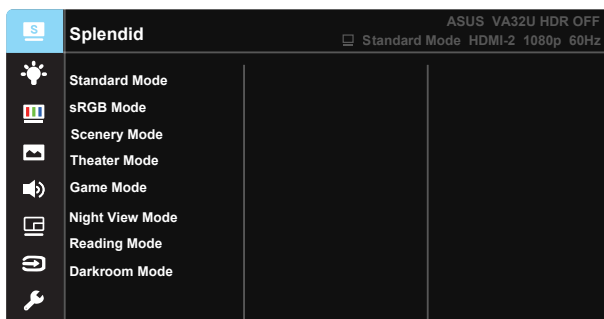 S
Splendid
ASUS VA32U HDR OFF
Standard Mode HDMI-2 1080p 60Hz
Standard Mode
sRGB Mode
Scenery Mode
Theater Mode
Game Mode
Night View Mode
Reading Mode
Darkroom Mode